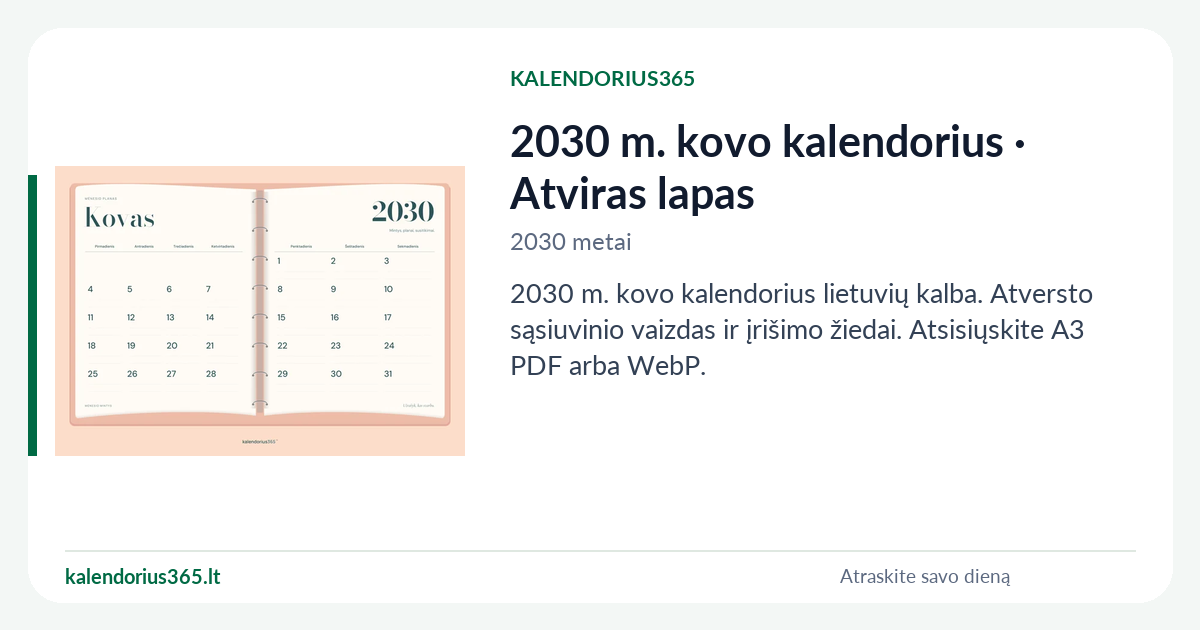 KALENDORIUS365
2030 m. kovo kalendorius ·
Atviras lapas
2030 metai
2030 m. kovo kalendorius lietuvių kalba. Atversto
sąsiuvinio vaizdas ir įrišimo žiedai. Atsisiųskite A3
PDF arba WebP.
Kovas
2030
Pirmadienis Antradienis Trečiadienis Ketvirtadienis Penktadienis Šeštadienis Sekmadienis
1 2 3
4 5 6 7 8 9 10
11 12 13 14 15 16 17
18 19 20 21 22 23 24
25 26 27 28 29 30 31
kalendorius365
kalendorius365.lt
Atraskite savo dieną